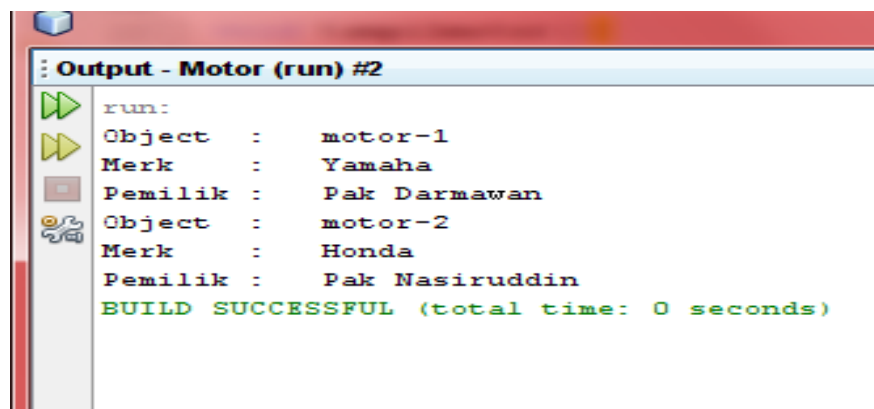 Output - Motor (run) #2
run:
Object : motor-1
Merk : Yamaha
Pemilik : Pak Darmawan
Object : motor-2
Merk : Honda
Pemilik : Pak Nasiruddin
BUILD SUCCESSFUL (total time: 0 seconds)